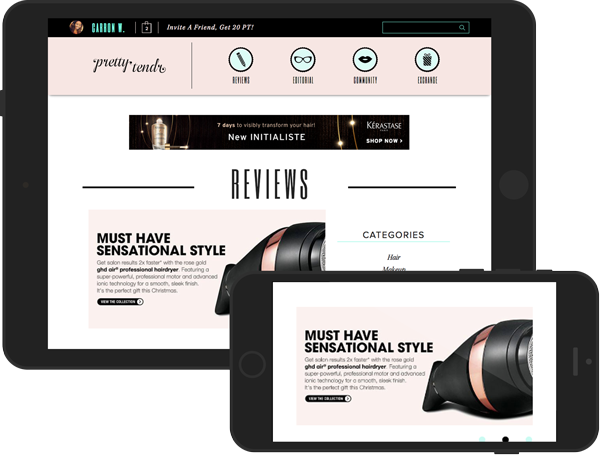 CARRON W.
2
Invite A Friend, Get 20 PT!
pretty tendr
REVIEWS
EDITORIAL
COMMUNITY
EXCHANGE
7 days to visibly transform your hair!
New INITIALISTE
KÉRASTASE
PARIS
SHOP NOW >
REVIEWS
MUST HAVE
SENSATIONAL STYLE
Get salon results 2x faster* with the rose gold
ghd air® professional hairdryer. Featuring a
super-powerful, professional motor and advanced
ionic technology for a smooth, sleek finish.
It's the perfect gift this Christmas.
VIEW THE COLLECTION
CATEGORIES
Hair
Makeup
MUST HAVE
SENSATIONAL STYLE
Get salon results 2x faster* with the rose gold
ghd air® professional hairdryer. Featuring a
super-powerful, professional motor and advanced
ionic technology for a smooth, sleek finish.
It's the perfect gift this Christmas.
VIEW THE COLLECTION